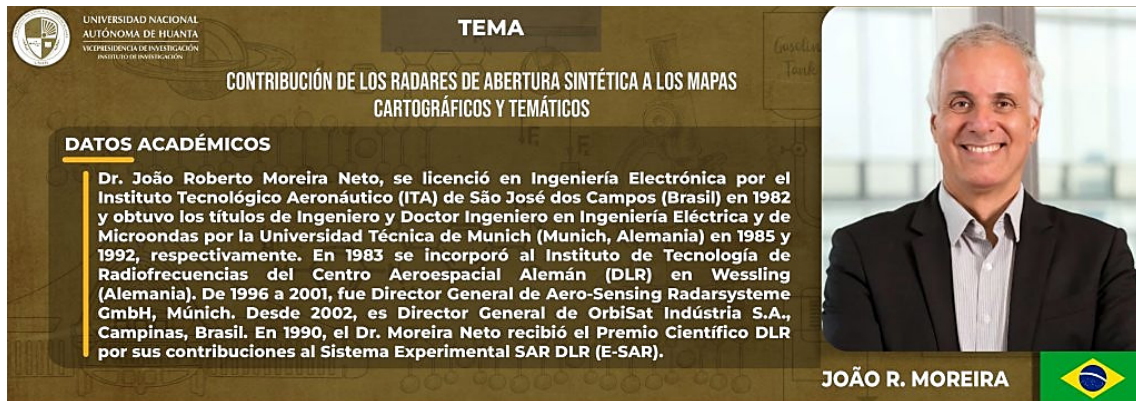 UNIVERSIDAD NACIONAL
AUTÓNOMA DE HUANTA
VICEPRESIDENCIA DE INVESTIGACIÓN
INSTITUTO DE INVESTIGACIÓN
TEMA
CONTRIBUCIÓN DE LOS RADARES DE ABERTURA SINTÉTICA A LOS MAPAS
CARTOGRÁFICOS Y TEMÁTICOS
DATOS ACADÉMICOS
Dr. João Roberto Moreira Neto, se licenció en Ingeniería Electrónica por el
Instituto Tecnológico Aeronáutico (ITA) de São José dos Campos (Brasil) en 1982
y obtuvo los títulos de Ingeniero y Doctor Ingeniero en Ingeniería Eléctrica y de
Microondas por la Universidad Técnica de Munich (Munich, Alemania) en 1985 y
1992, respectivamente. En 1983 se incorporó al Instituto de Tecnología de
Radiofrecuencias del Centro Aeroespacial Alemán (DLR) en Wessling
(Alemania). De 1996 a 2001, fue Director General de Aero-Sensing Radarsysteme
GmbH, Múnich. Desde 2002, es Director General de OrbiSat Indústria S.A.,
Campinas, Brasil. En 1990, el Dr. Moreira Neto recibió el Premio Científico DLR
por sus contribuciones al Sistema Experimental SAR DLR (E-SAR).
JOÃO R. MOREIRA